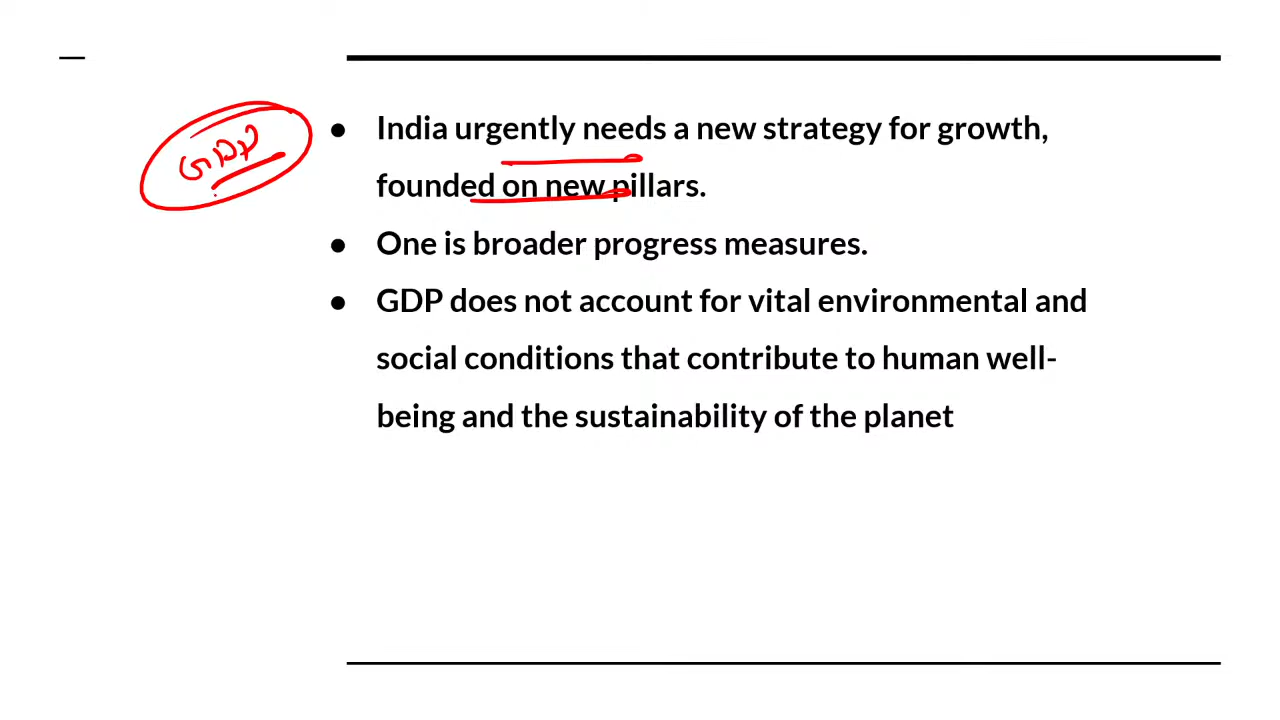 GDP
India urgently needs a new strategy for growth,
founded on new pillars.
One is broader progress measures.
GDP does not account for vital environmental and
social conditions that contribute to human well-
being and the sustainability of the planet